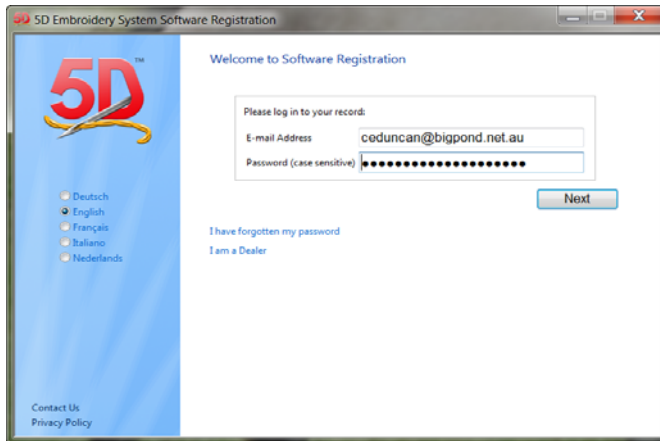 5D 5D Embroidery System Software Registration
5D™
Welcome to Software Registration
Please log in to your record:
E-mail Address ceduncan@bigpond.net.au
Password (case sensitive) ●●●●●●●●●●●●●●●●●●●●
Next
Deutsch
English
Français
Italiano
Nederlands
I have forgotten my password
I am a Dealer
Contact Us
Privacy Policy